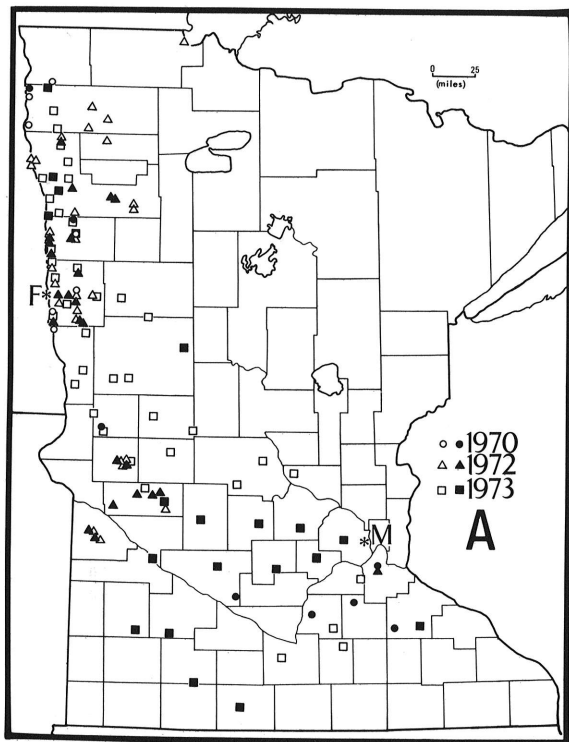 0 25
(miles)
F*
○ ● 1970
△ ▲ 1972
□ ■ 1973
A
*M